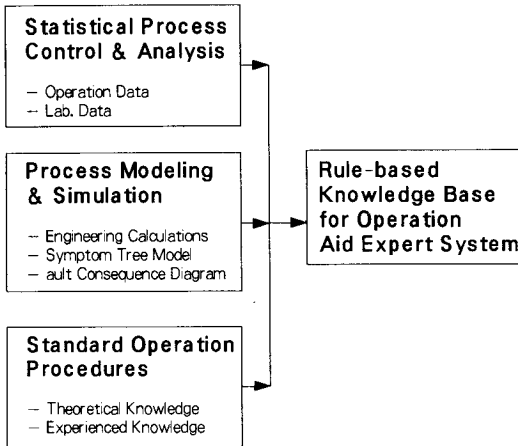 Statistical Process
Control & Analysis
– Operation Data
– Lab. Data
Process Modeling
& Simulation
– Engineering Calculations
– Symptom Tree Model
– ault Consequence Diagram
Standard Operation
Procedures
– Theoretical Knowledge
– Experienced Knowledge
Rule-based
Knowledge Base
for Operation
Aid Expert System